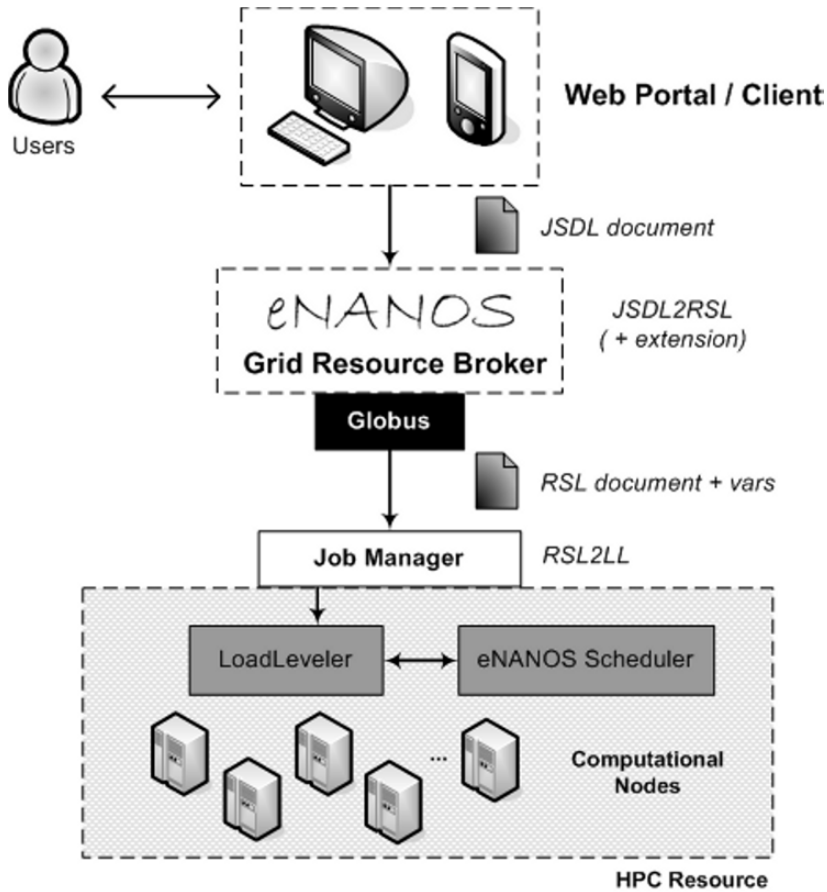 Users
Web Portal / Client
JSDL document
eNANOS
Grid Resource Broker
JSDL2RSL
( + extension)
Globus
RSL document + vars
Job Manager
RSL2LL
LoadLeveler
eNANOS Scheduler
...
Computational
Nodes
HPC Resource